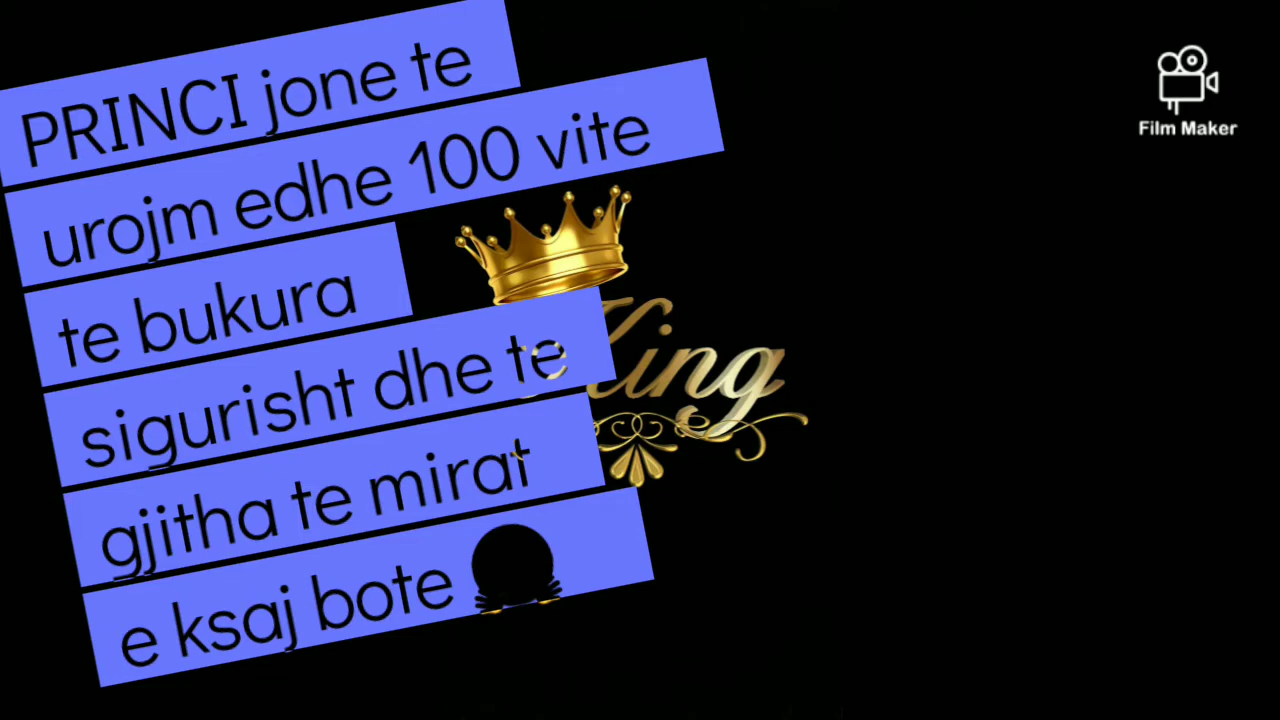 PRINCI jone te
urojm edhe 100 vite
te bukura
sigurisht dhe te
gjitha te mirat
e ksaj bote
King
Film Maker